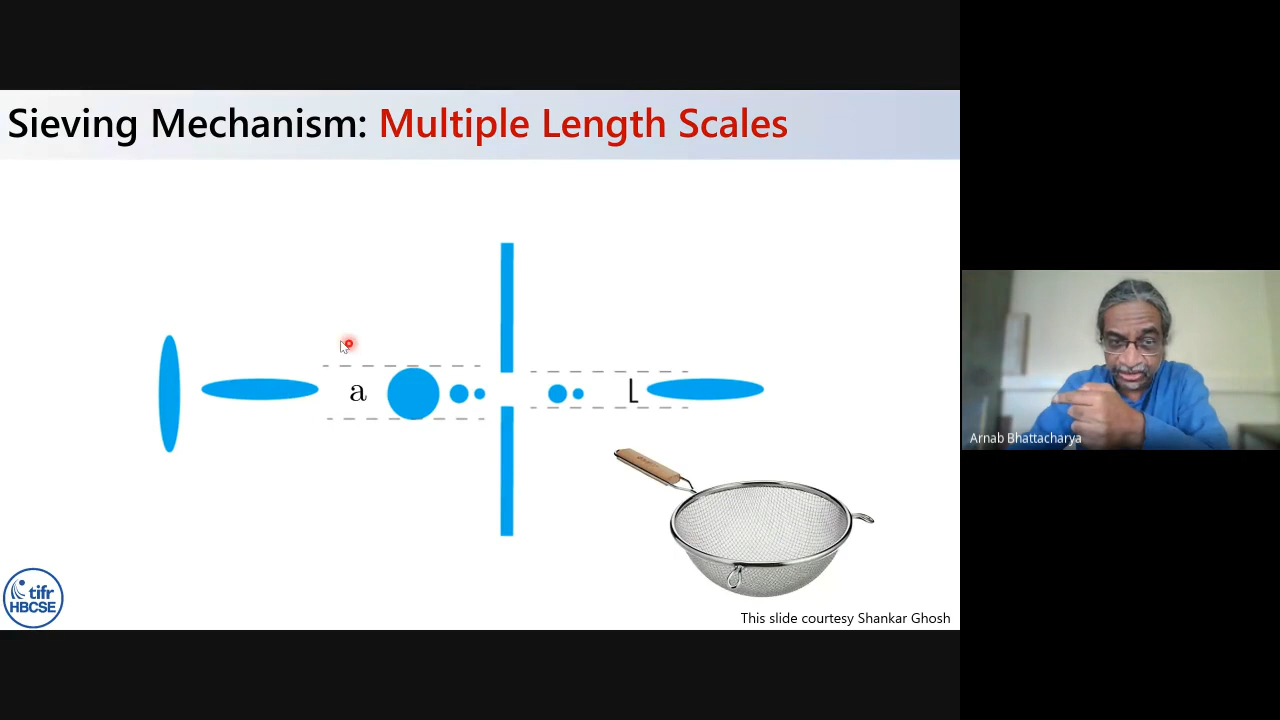 Sieving Mechanism: Multiple Length Scales
a
L
Arnab Bhattacharya
tifr
HBCSE
This slide courtesy Shankar Ghosh